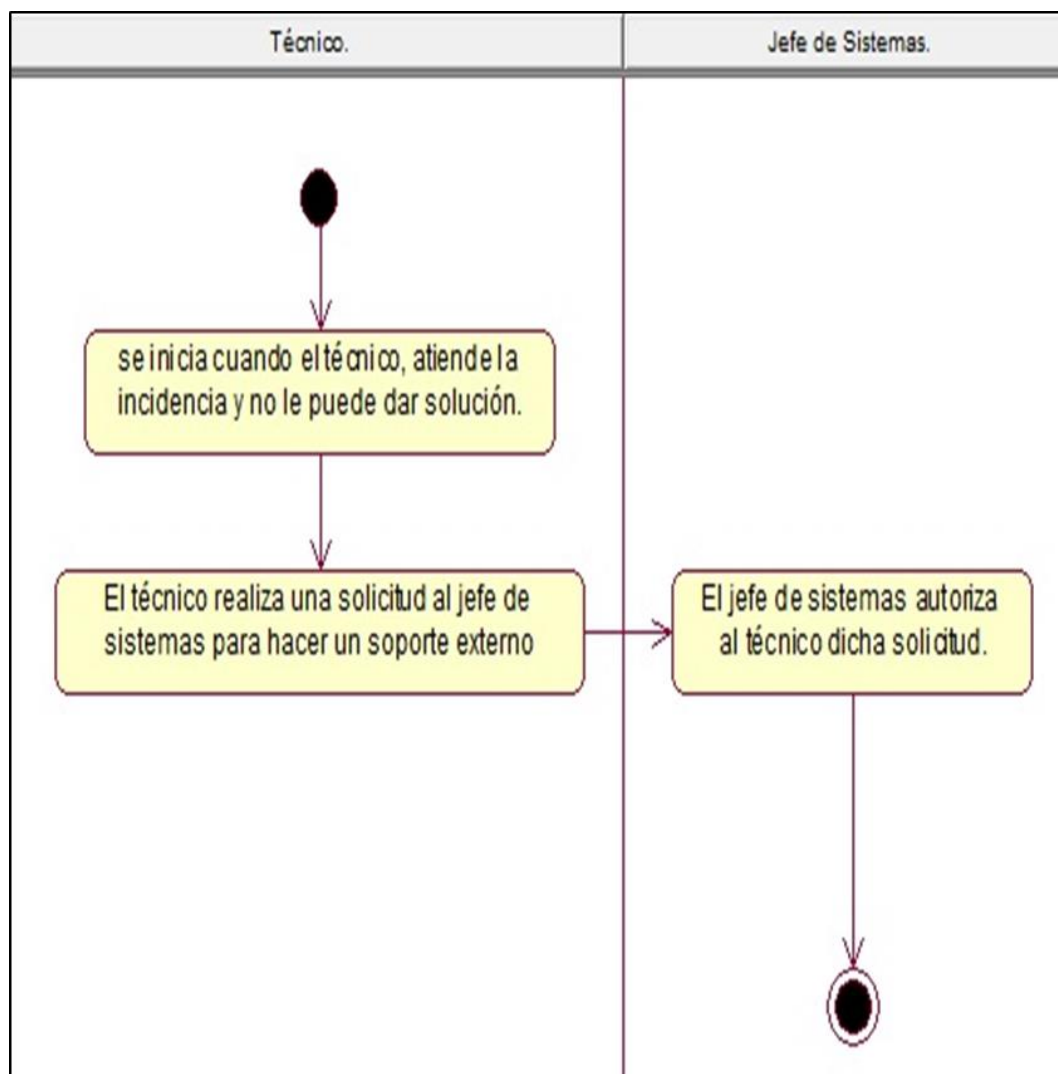 Técnico.
Jefe de Sistemas.
se inicia cuando el técnico, atiende la
incidencia y no le puede dar solución.
El técnico realiza una solicitud al jefe de
sistemas para hacer un soporte externo
El jefe de sistemas autoriza
al técnico dicha solicitud.